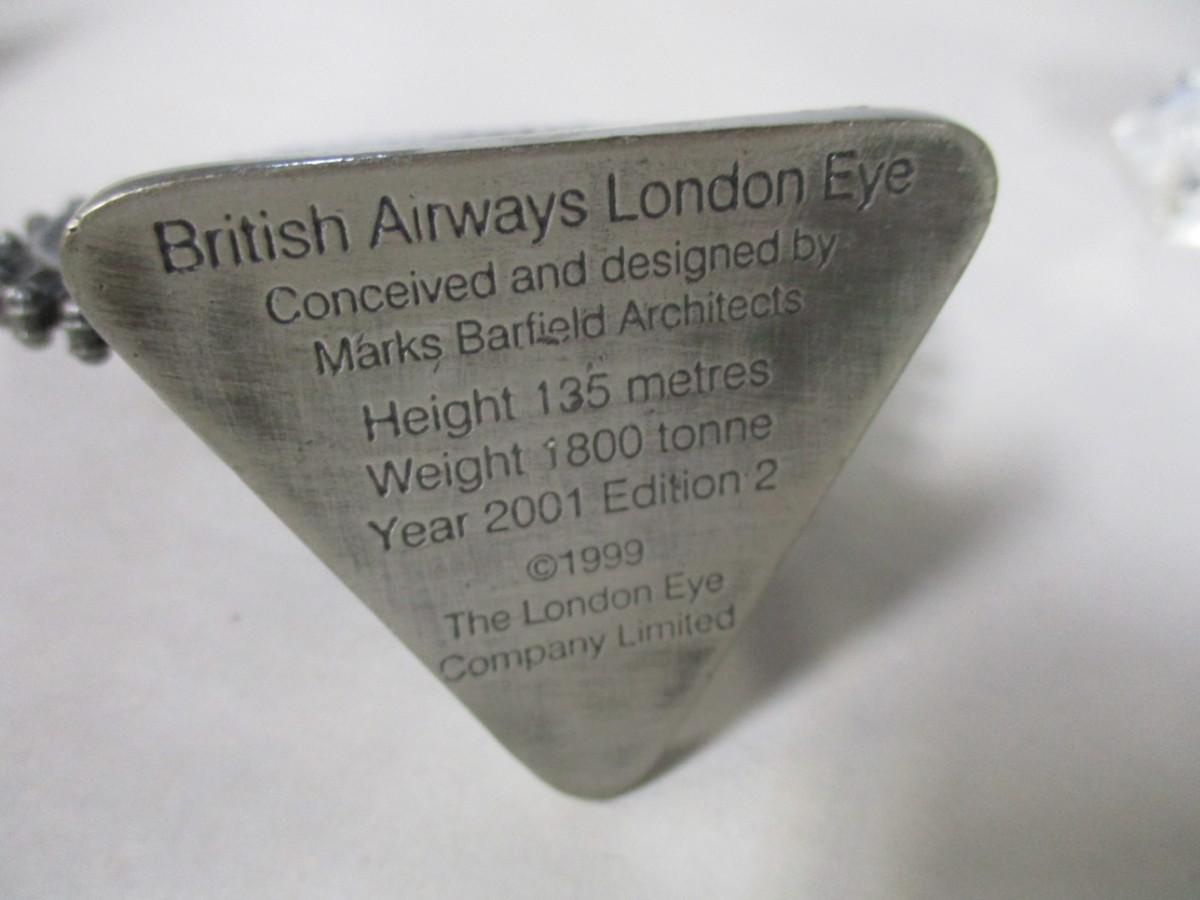 British Airways London Eye
Conceived and designed by
Marks Barfield Architects
Height 135 metres
Weight 1800 tonne
Year 2001 Edition 2
©1999
The London Eye
Company Limited